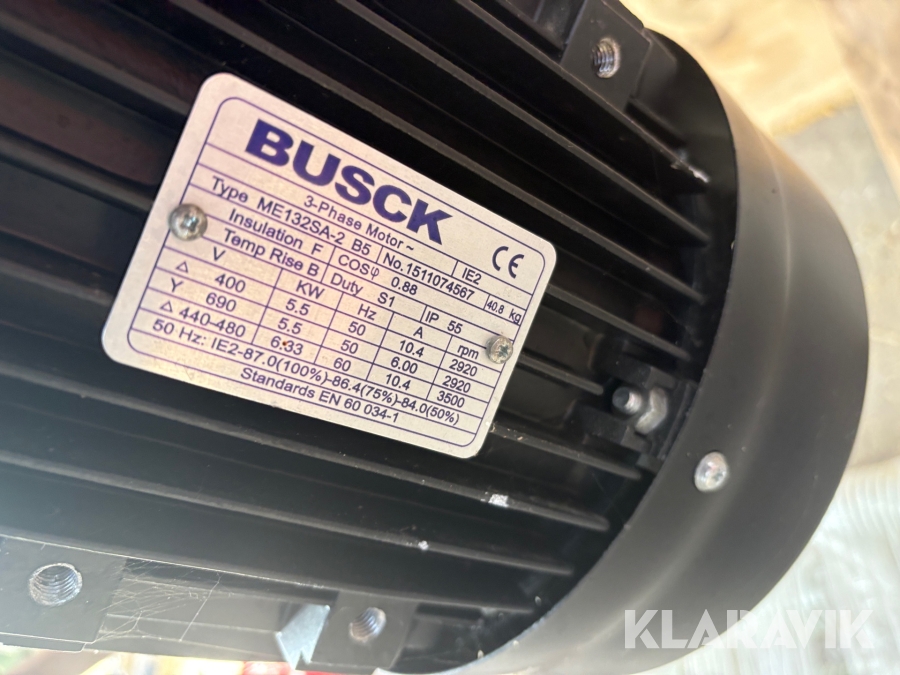 BUSCK
3-Phase Motor ~
CE
Type ME132SA-2 B5 No.1511074567 IE2
Insulation F COSφ 0.88 40.8 kg
Temp Rise B Duty S1 IP 55
V KW Hz A rpm
Δ 400 5.5 50 10.4 2920
Y 690 5.5 50 6.00 2920
Δ 440-480 6.33 60 10.4 3500
50 Hz: IE2-87.0(100%)-86.4(75%)-84.0(50%)
Standards EN 60 034-1
KLARAVIK